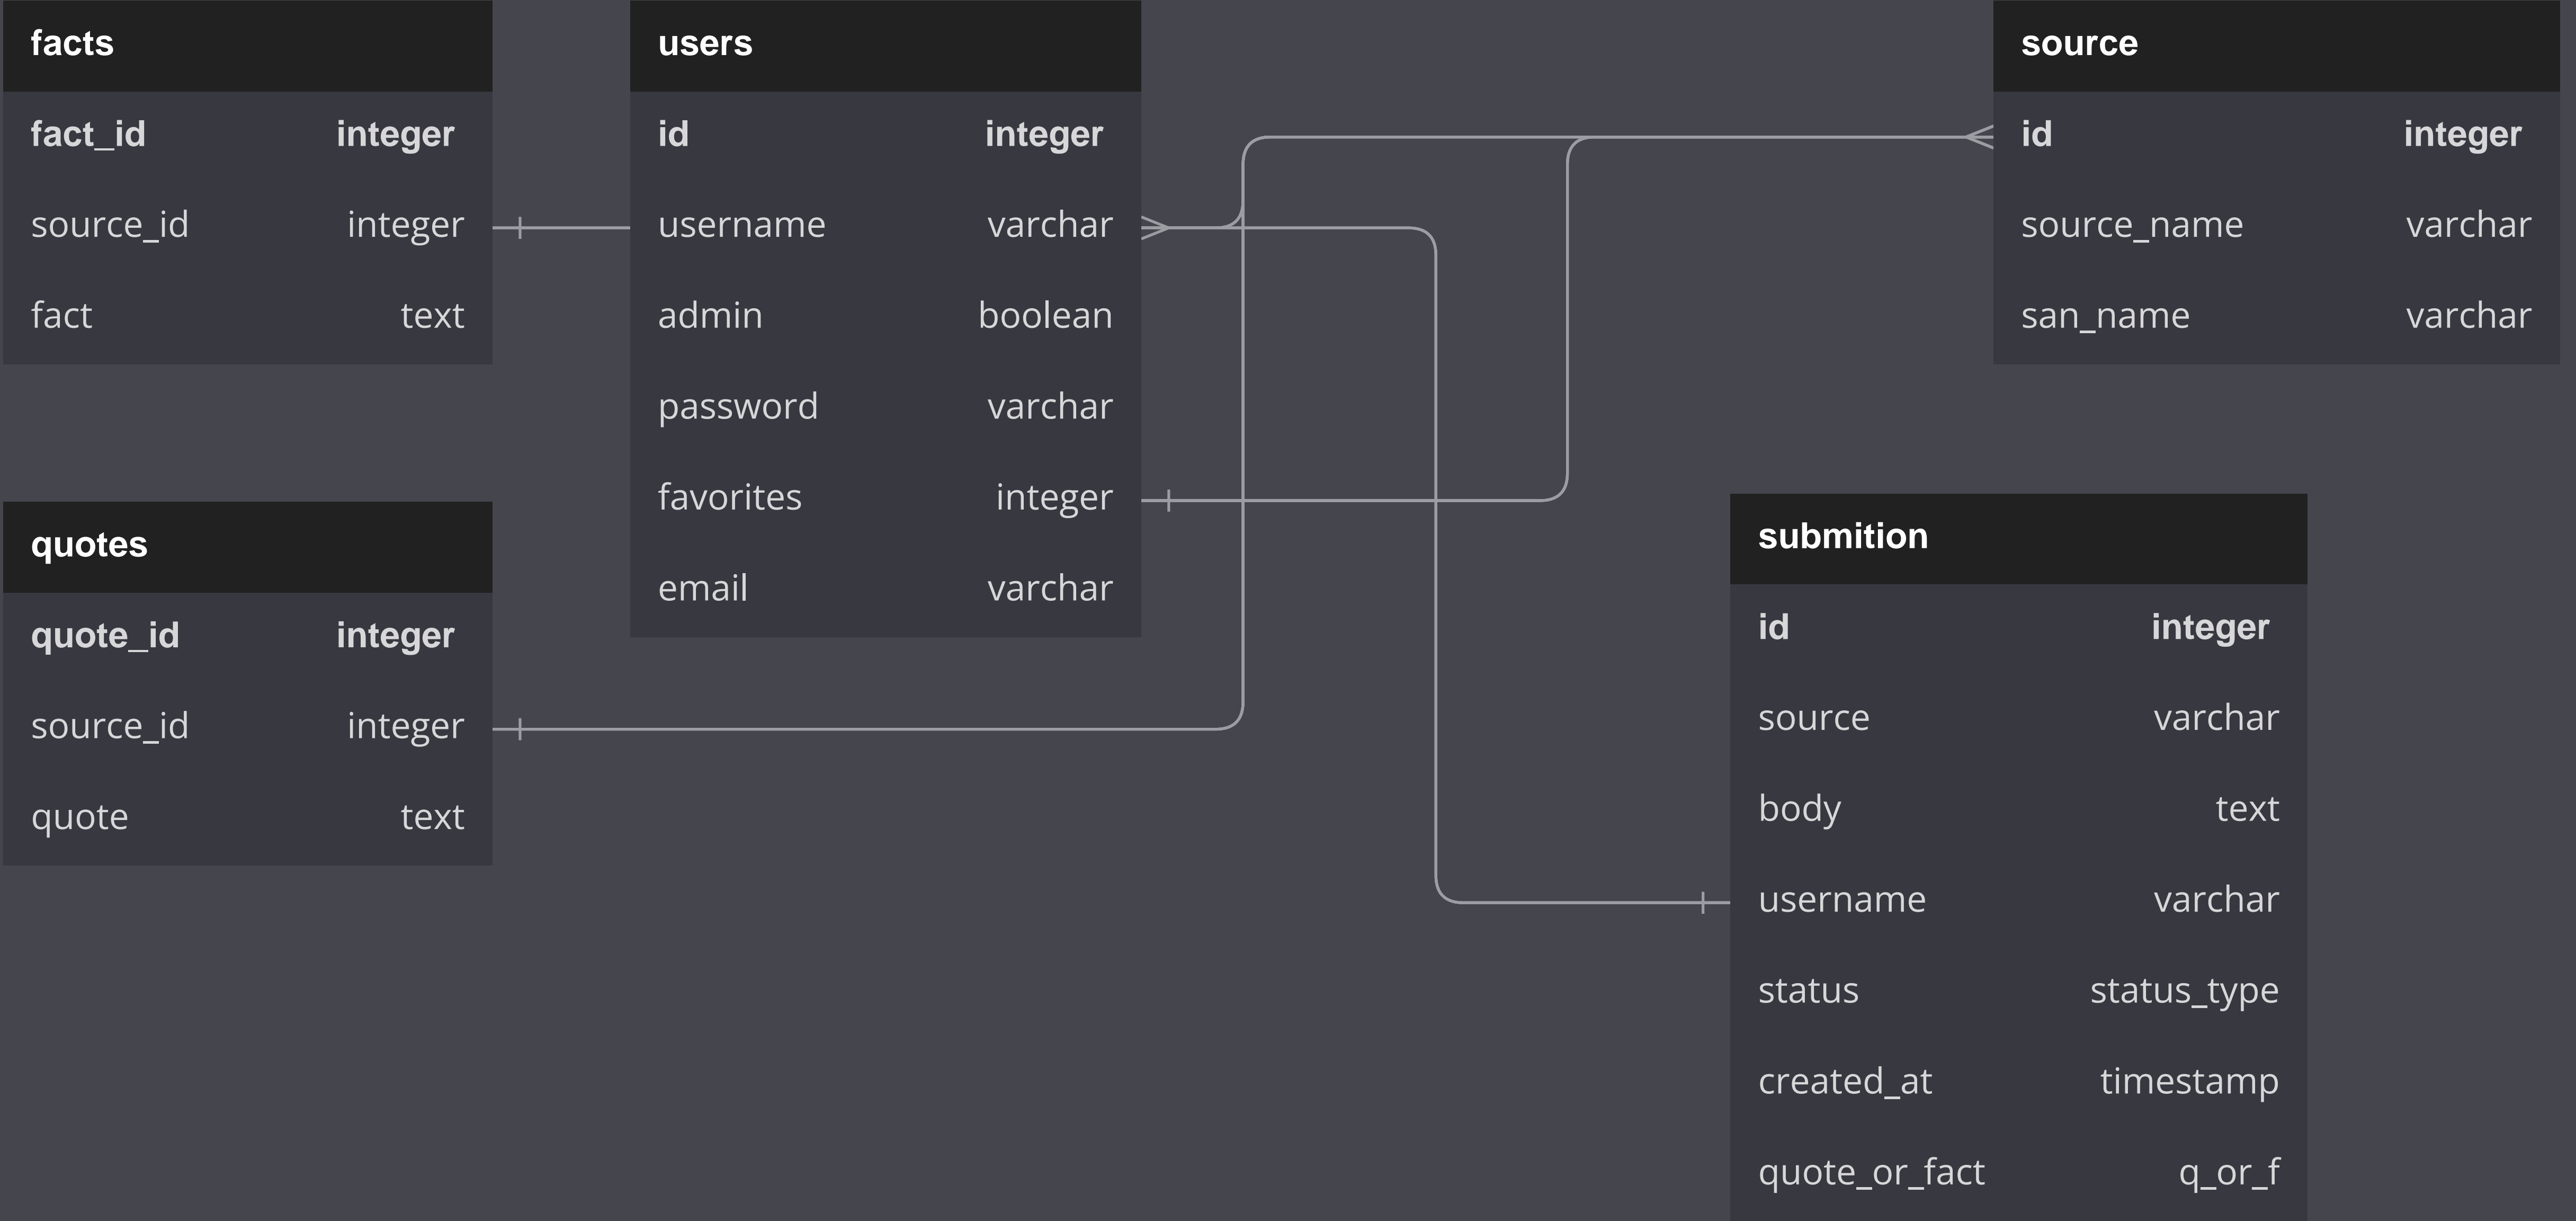 facts
fact_id integer
source_id integer
fact text
users
id integer
username varchar
admin boolean
password varchar
favorites integer
email varchar
source
id integer
source_name varchar
san_name varchar
quotes
quote_id integer
source_id integer
quote text
submition
id integer
source varchar
body text
username varchar
status status_type
created_at timestamp
quote_or_fact q_or_f